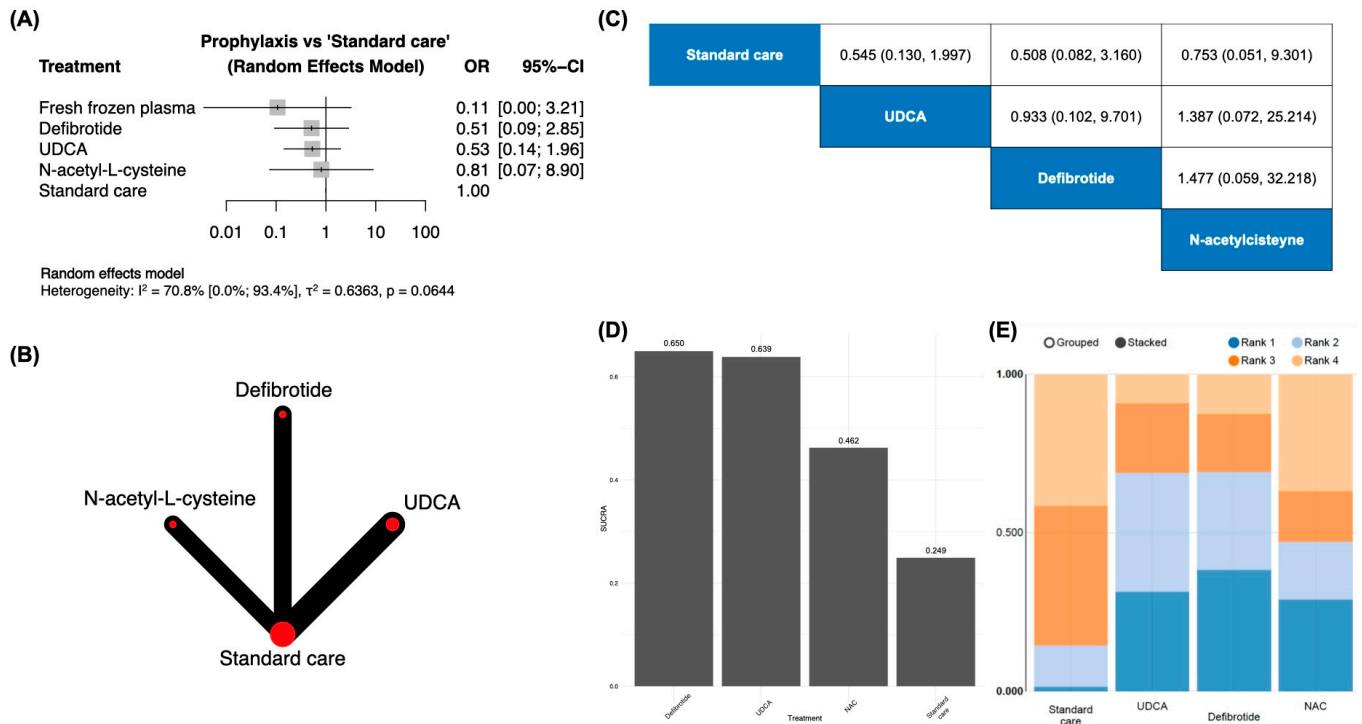 (A)
Prophylaxis vs 'Standard care'
Treatment (Random Effects Model) OR 95%−CI
Fresh frozen plasma 0.11 [0.00; 3.21]
Defibrotide 0.51 [0.09; 2.85]
UDCA 0.53 [0.14; 1.96]
N-acetyl-L-cysteine 0.81 [0.07; 8.90]
Standard care 1.00
0.01 0.1 1 10 100
Random effects model
Heterogeneity: I² = 70.8% [0.0%; 93.4%], τ² = 0.6363, p = 0.0644
(B)
Defibrotide
N-acetyl-L-cysteine
UDCA
Standard care
(C)
Standard care 0.545 (0.130, 1.997) 0.508 (0.082, 3.160) 0.753 (0.051, 9.301)
UDCA 0.933 (0.102, 9.701) 1.387 (0.072, 25.214)
Defibrotide 1.477 (0.059, 32.218)
N-acetylcisteyne
(D)
0.650
0.639
0.462
0.249
SUCRA
0.6
0.4
0.2
0.0
Defibrotide
UDCA
NAC
Standard
care
Treatment
(E)
Grouped Stacked Rank 1 Rank 2
Rank 3 Rank 4
1.000
0.500
0.000
Standard
care
UDCA
Defibrotide
NAC